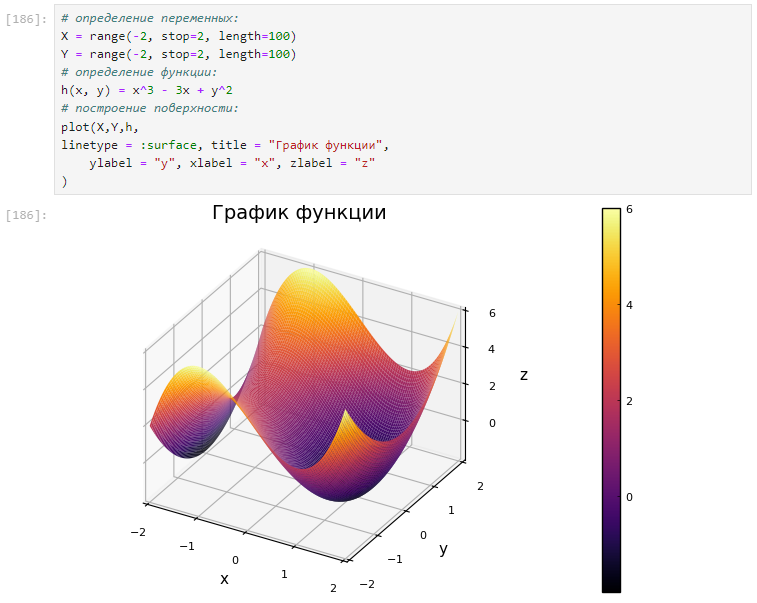 [186]:
# определение переменных:
X = range(-2, stop=2, length=100)
Y = range(-2, stop=2, length=100)
# определение функции:
h(x, y) = x^3 - 3x + y^2
# построение поверхности:
plot(X,Y,h,
linetype = :surface, title = "График функции",
    ylabel = "y", xlabel = "x", zlabel = "z"
)
[186]:
График функции
6
4
2
0
6
4
2
0
z
2
1
0
−1
−2
y
−2
−1
0
1
2
x